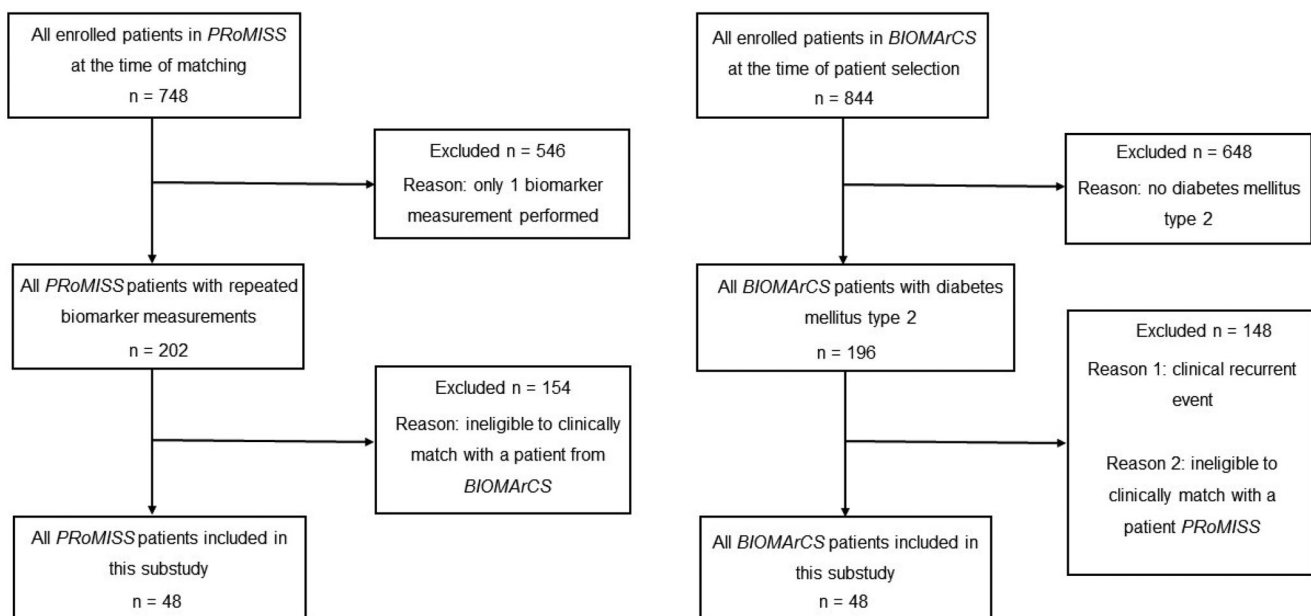 All enrolled patients in PRoMISS
at the time of matching
n = 748
Excluded n = 546
Reason: only 1 biomarker
measurement performed
All PRoMISS patients with repeated
biomarker measurements
n = 202
Excluded n = 154
Reason: ineligible to clinically
match with a patient from
BIOMArCS
All PRoMISS patients included in
this substudy
n = 48
All enrolled patients in BIOMArCS
at the time of patient selection
n = 844
Excluded n = 648
Reason: no diabetes mellitus
type 2
All BIOMArCS patients with diabetes
mellitus type 2
n = 196
Excluded n = 148
Reason 1: clinical recurrent
event
Reason 2: ineligible to
clinically match with a
patient PRoMISS
All BIOMArCS patients included in
this substudy
n = 48